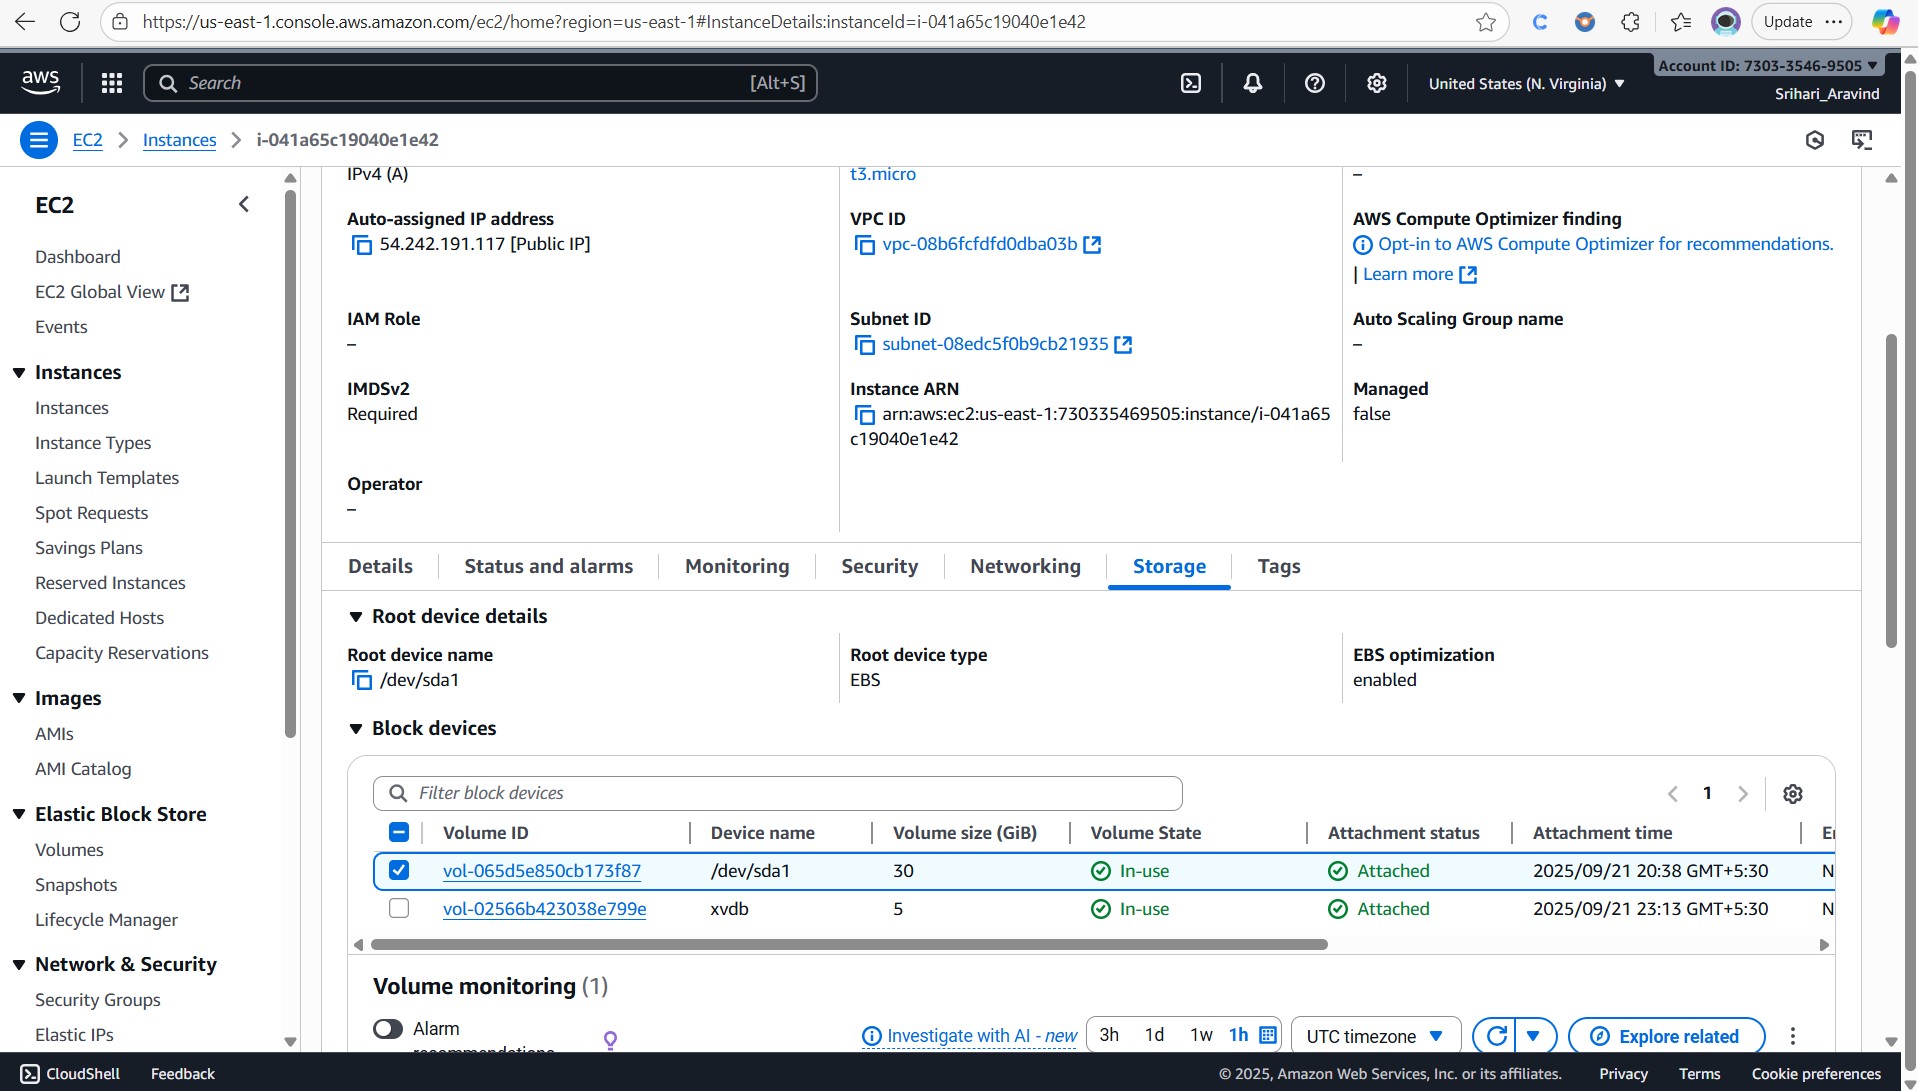 https://us-east-1.console.aws.amazon.com/ec2/home?region=us-east-1#InstanceDetails:instanceId=i-041a65c19040e1e42
Update
aws
Search
[Alt+S]
United States (N. Virginia)
Account ID: 7303-3546-9505
Srihari_Aravind
EC2
Instances
i-041a65c19040e1e42
EC2
Dashboard
EC2 Global View
Events
Instances
Instances
Instance Types
Launch Templates
Spot Requests
Savings Plans
Reserved Instances
Dedicated Hosts
Capacity Reservations
Images
AMIs
AMI Catalog
Elastic Block Store
Volumes
Snapshots
Lifecycle Manager
Network & Security
Security Groups
Elastic IPs
IPv4 (A)
t3.micro
–
Auto-assigned IP address
54.242.191.117 [Public IP]
VPC ID
vpc-08b6fcfdfd0dba03b
AWS Compute Optimizer finding
Opt-in to AWS Compute Optimizer for recommendations.
| Learn more
IAM Role
–
Subnet ID
subnet-08edc5f0b9cb21935
Auto Scaling Group name
–
IMDSv2
Required
Instance ARN
arn:aws:ec2:us-east-1:730335469505:instance/i-041a65
c19040e1e42
Managed
false
Operator
–
Details
Status and alarms
Monitoring
Security
Networking
Storage
Tags
Root device details
Root device name
/dev/sda1
Root device type
EBS
EBS optimization
enabled
Block devices
Filter block devices
1
Volume ID Device name Volume size (GiB) Volume State Attachment status Attachment time
vol-065d5e850cb173f87 /dev/sda1 30 In-use Attached 2025/09/21 20:38 GMT+5:30 N
vol-02566b423038e799e xvdb 5 In-use Attached 2025/09/21 23:13 GMT+5:30 N
Volume monitoring (1)
Alarm
recommendations
Investigate with AI - new
3h 1d 1w 1h
UTC timezone
Explore related
CloudShell
Feedback
© 2025, Amazon Web Services, Inc. or its affiliates.
Privacy
Terms
Cookie preferences